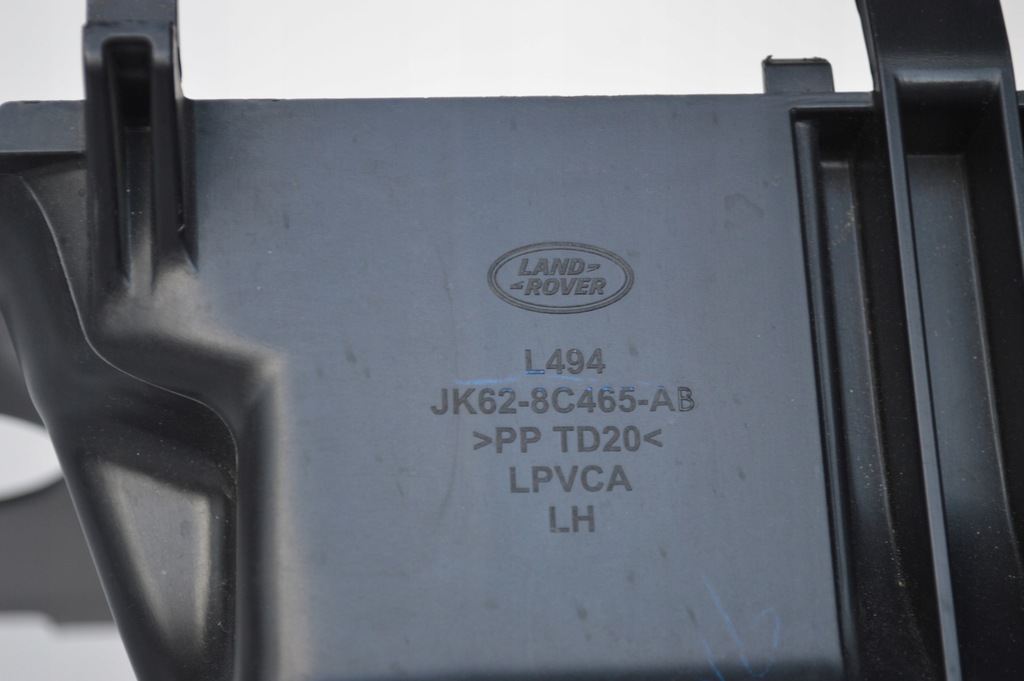 LAND
ROVER
L494
JK62-8C465-AB
>PP TD20<
LPVCA
LH